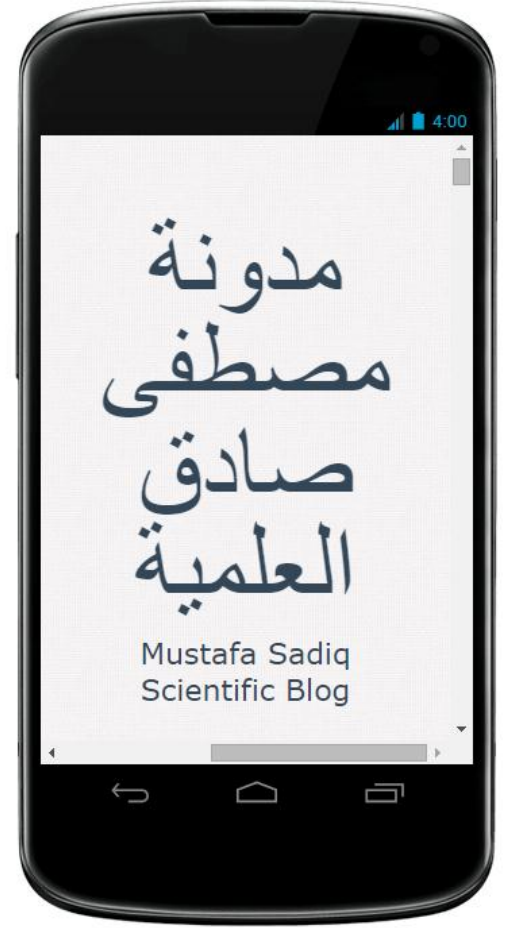 4:00
مدونة
مصطفى
صادق
العلمية
Mustafa Sadiq
Scientific Blog